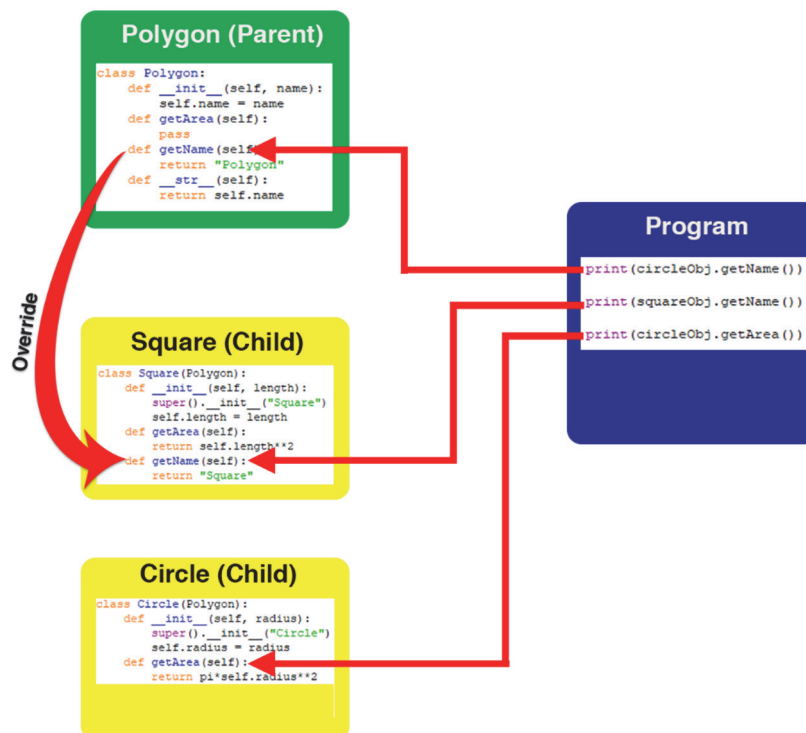 Polygon (Parent)
class Polygon:
    def __init__(self, name):
        self.name = name
    def getArea(self):
        pass
    def getName(self
        return "Polygon"
    def __str__(self):
        return self.name
Override
Square (Child)
class Square(Polygon):
    def __init__(self, length):
        super().__init__("Square")
        self.length = length
    def getArea(self):
        return self.length**2
    def getName(self):
        return "Square"
Circle (Child)
class Circle(Polygon):
    def __init__(self, radius):
        super().__init__("Circle")
        self.radius = radius
    def getArea(self):
        return pi*self.radius**2
Program
print(circleObj.getName())
print(squareObj.getName())
print(circleObj.getArea())